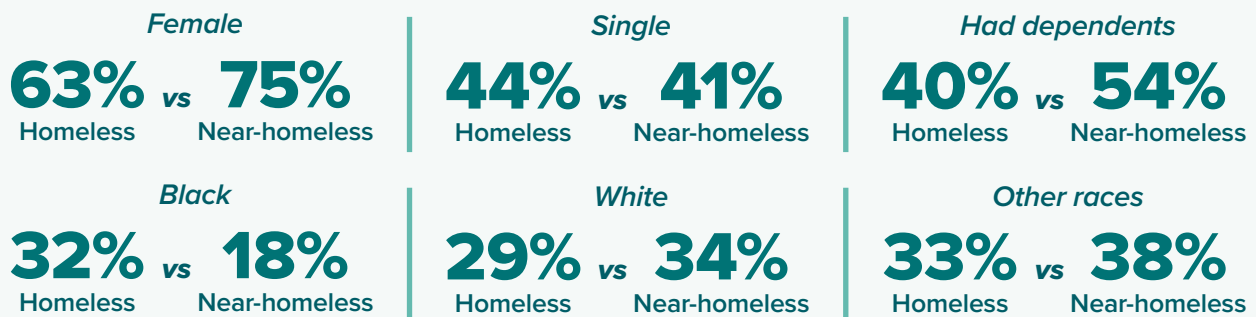 Female
63% vs 75%
Homeless Near-homeless
Single
44% vs 41%
Homeless Near-homeless
Had dependents
40% vs 54%
Homeless Near-homeless
Black
32% vs 18%
Homeless Near-homeless
White
29% vs 34%
Homeless Near-homeless
Other races
33% vs 38%
Homeless Near-homeless